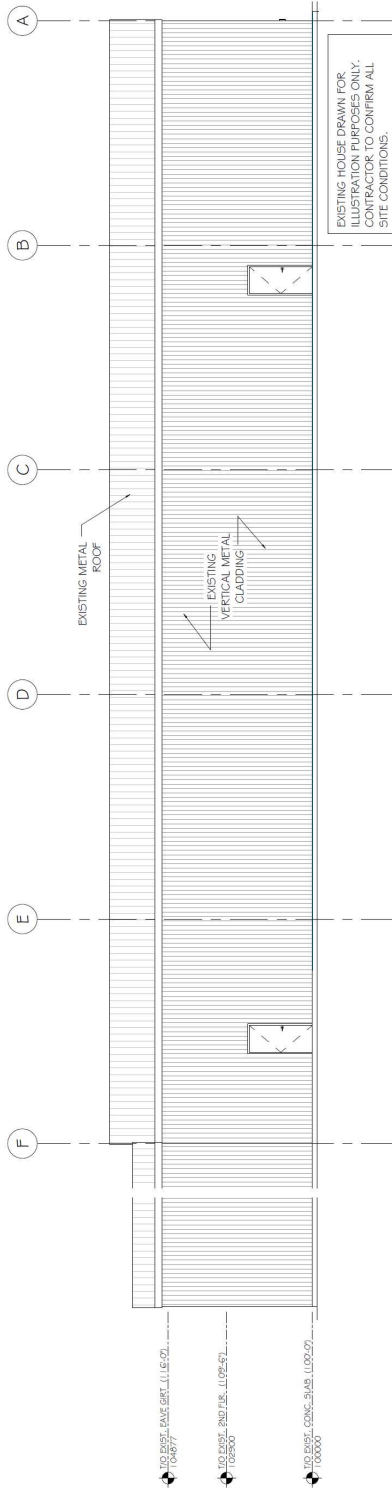 A
B
C
D
E
F
EXISTING METAL
ROOF
EXISTING
VERTICAL METAL
CLADDING
EXISTING HOUSE DRAWN FOR
ILLUSTRATION PURPOSES ONLY.
CONTRACTOR TO CONFIRM ALL
SITE CONDITIONS.
T/O EXIST. EAVE GIRT (116'-0")
104877
T/O EXIST. 2ND FLR. (109'-6")
102900
T/O EXIST. CONC. SLAB (100'-0")
100000